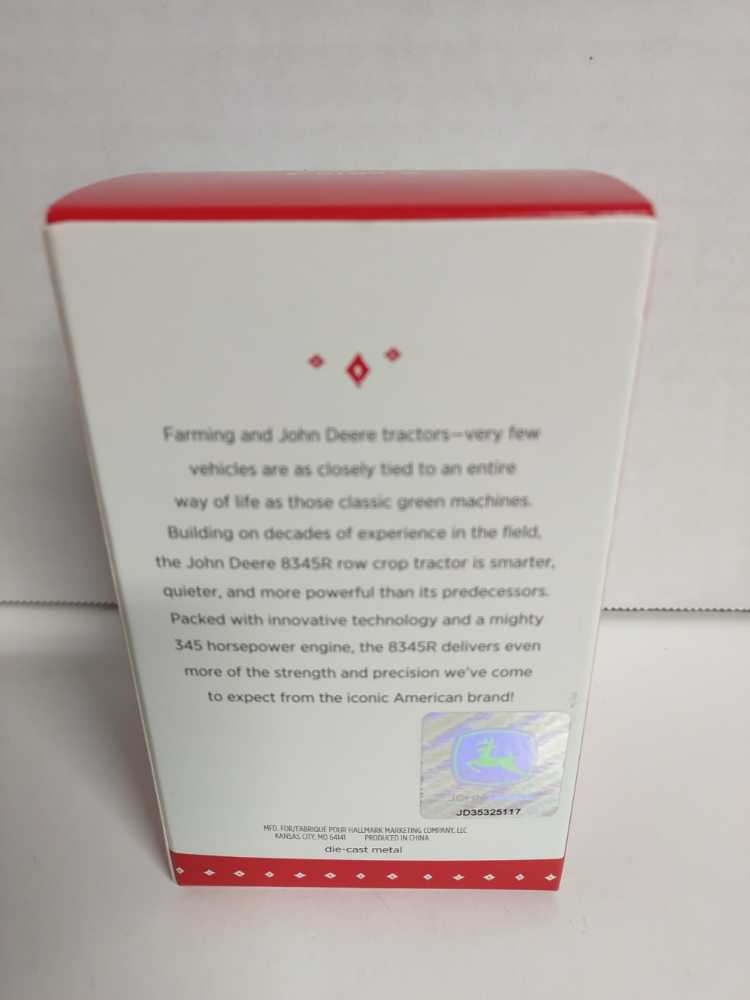 Farming and John Deere tractors—very few
vehicles are as closely tied to an entire
way of life as those classic green machines.
Building on decades of experience in the field,
the John Deere 8345R row crop tractor is smarter,
quieter, and more powerful than its predecessors.
Packed with innovative technology and a mighty
345 horsepower engine, the 8345R delivers even
more of the strength and precision we've come
to expect from the iconic American brand!
JOHN
JD35325117
MFD. FOR/FABRIQUÉ POUR HALLMARK MARKETING COMPANY, LLC
KANSAS CITY, MO 64141 PRODUCED IN CHINA
die-cast metal